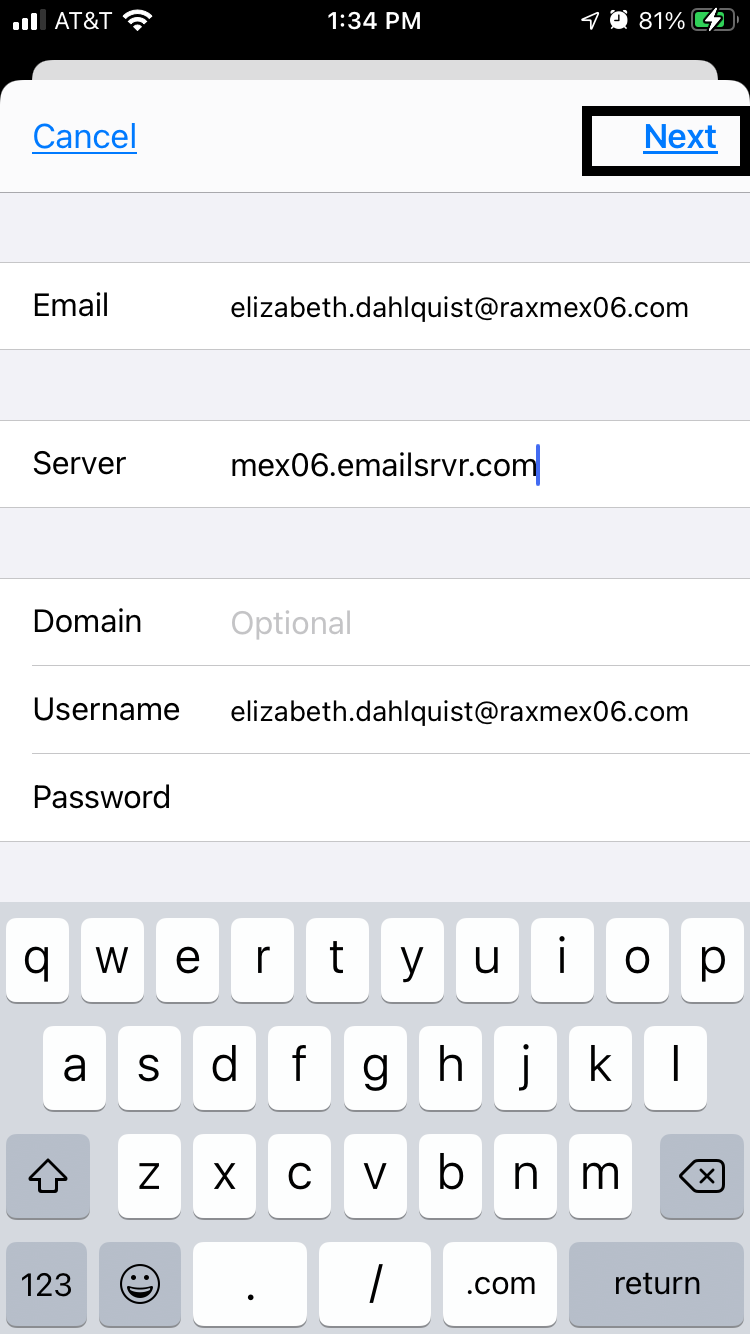 AT&T 1:34 PM 81%
Cancel Next
Email elizabeth.dahlquist@raxmex06.com
Server mex06.emailsrvr.com
Domain Optional
Username elizabeth.dahlquist@raxmex06.com
Password
q w e r t y u i o p
a s d f g h j k l
z x c v b n m
123 . / .com return